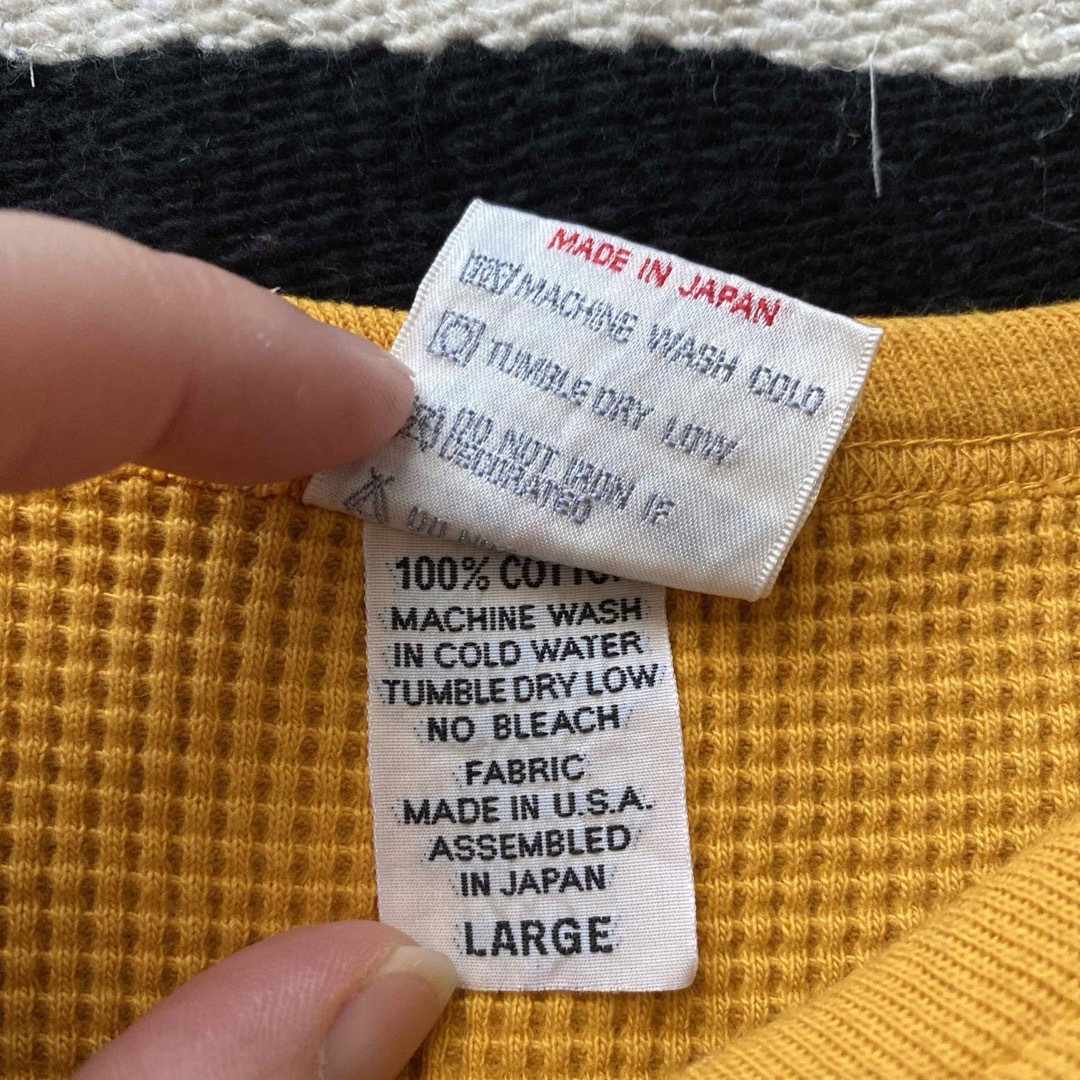 MADE IN JAPAN
MACHINE WASH COLD
TUMBLE DRY LOW
DO NOT IRON IF
DECORATED
DO
100%
MACHINE WASH
IN COLD WATER
TUMBLE DRY LOW
NO BLEACH
FABRIC
MADE IN U.S.A.
ASSEMBLED
IN JAPAN
LARGE